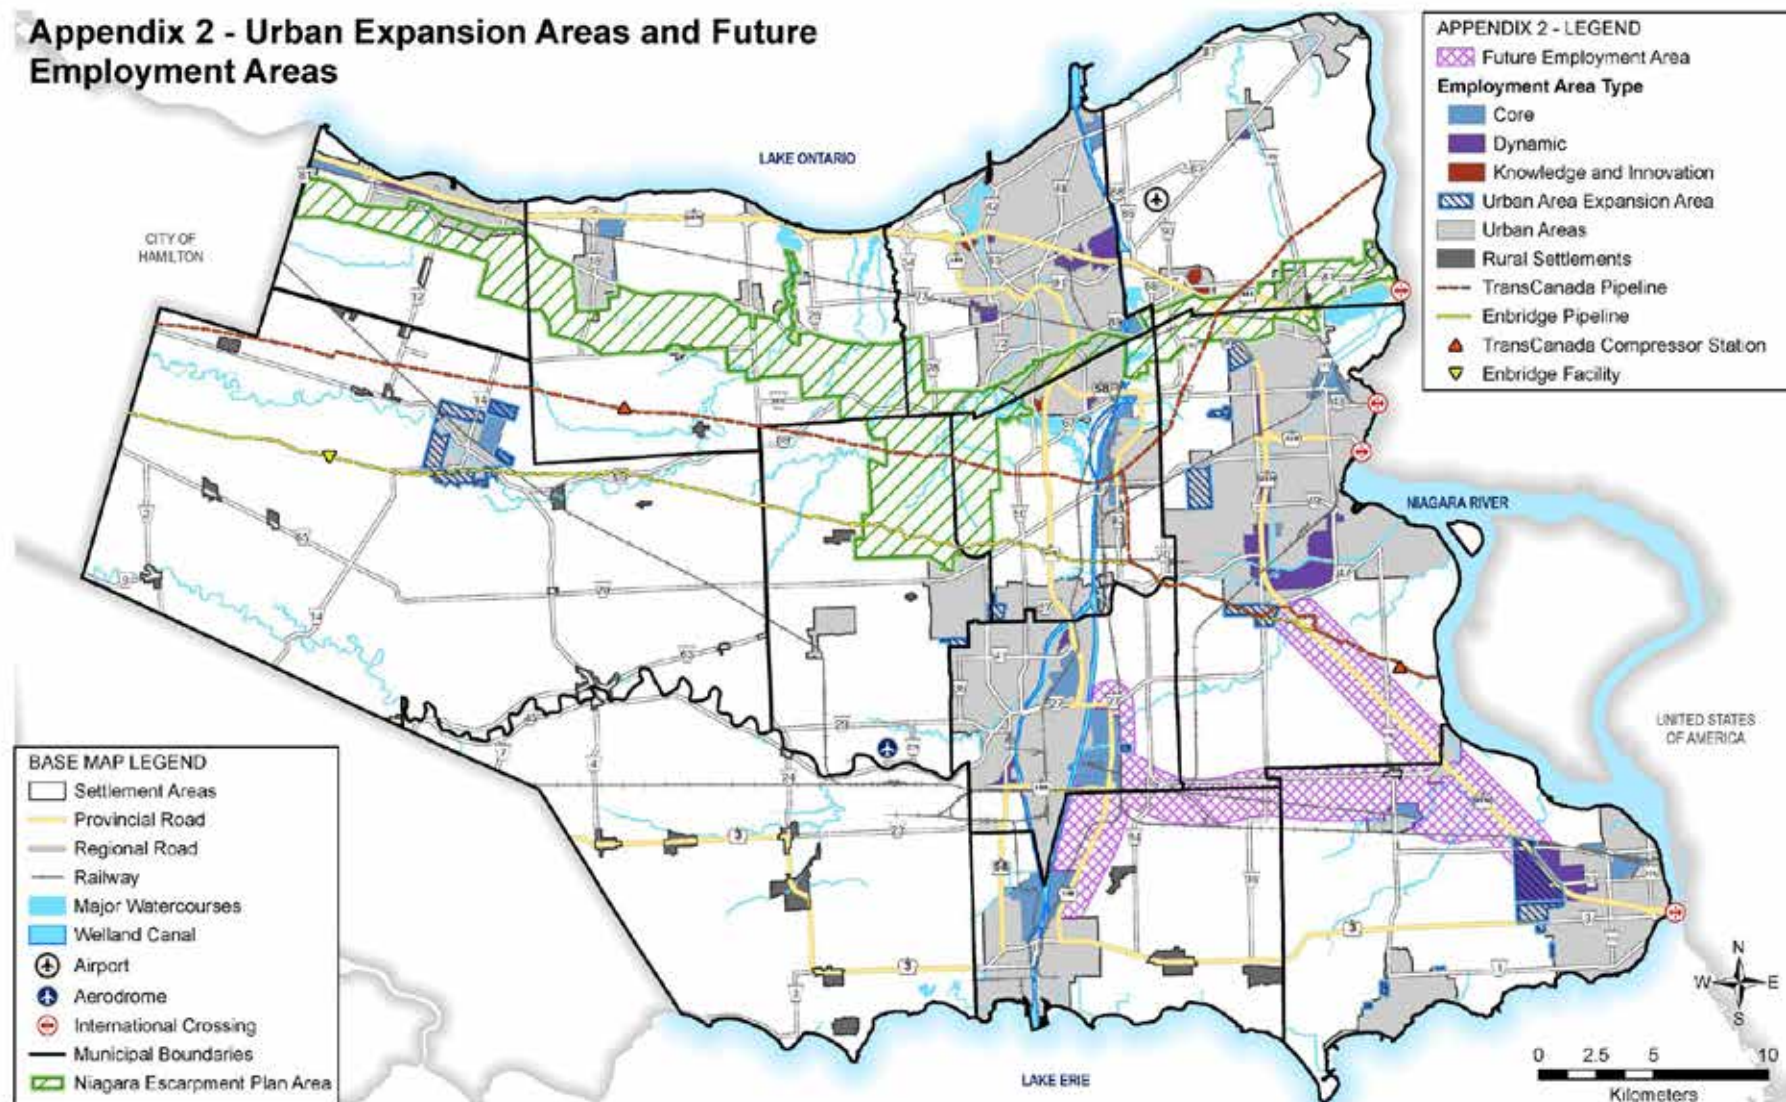 Appendix 2 - Urban Expansion Areas and Future
Employment Areas
APPENDIX 2 - LEGEND
Future Employment Area
Employment Area Type
Core
Dynamic
Knowledge and Innovation
Urban Area Expansion Area
Urban Areas
Rural Settlements
TransCanada Pipeline
Enbridge Pipeline
TransCanada Compressor Station
Enbridge Facility
LAKE ONTARIO
CITY OF
HAMILTON
NIAGARA RIVER
UNITED STATES
OF AMERICA
LAKE ERIE
BASE MAP LEGEND
Settlement Areas
Provincial Road
Regional Road
Railway
Major Watercourses
Welland Canal
Airport
Aerodrome
International Crossing
Municipal Boundaries
Niagara Escarpment Plan Area
3
3
3
N
W
E
S
0 2.5 5 10
Kilometers